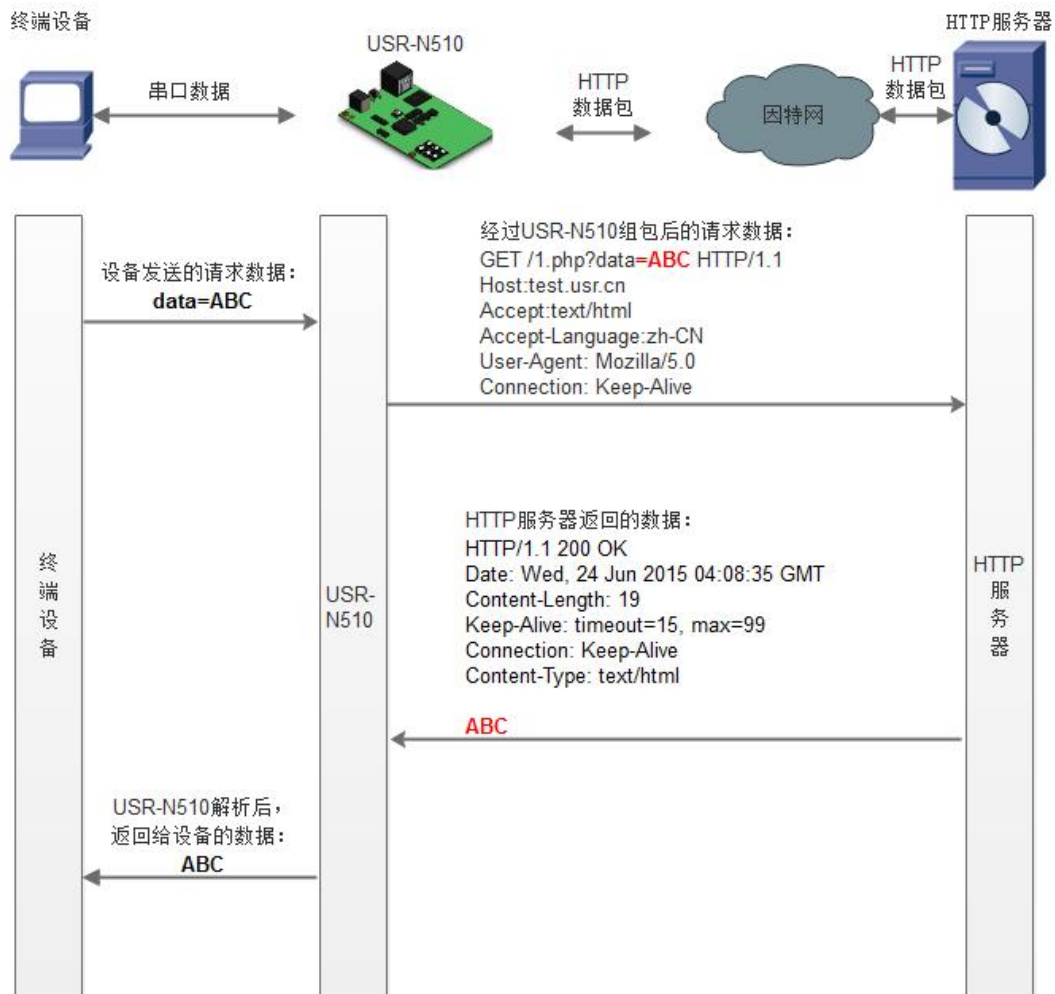 终端设备
USR-N510
HTTP服务器
串口数据
HTTP
数据包
因特网
HTTP
数据包
设备发送的请求数据：
data=ABC
经过USR-N510组包后的请求数据：
GET /1.php?data=ABC HTTP/1.1
Host:test.usr.cn
Accept:text/html
Accept-Language:zh-CN
User-Agent: Mozilla/5.0
Connection: Keep-Alive
终端设备
USR-
N510
HTTP
服务器
HTTP服务器返回的数据：
HTTP/1.1 200 OK
Date: Wed, 24 Jun 2015 04:08:35 GMT
Content-Length: 19
Keep-Alive: timeout=15, max=99
Connection: Keep-Alive
Content-Type: text/html
ABC
USR-N510解析后，
返回给设备的数据：
ABC